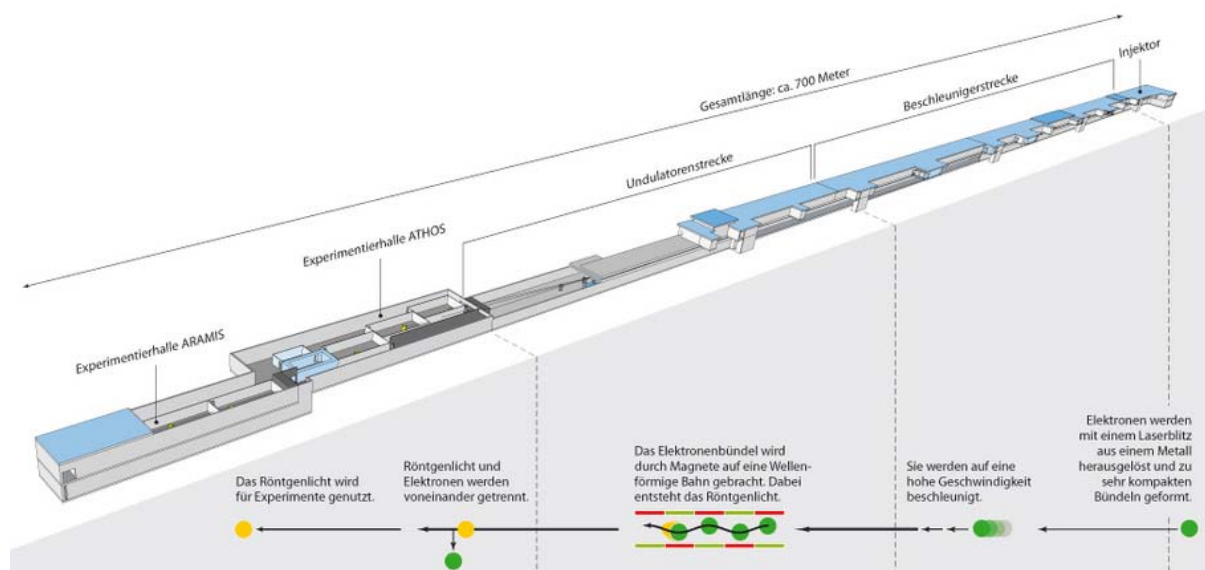 Injektor
Gesamtlänge: ca. 700 Meter
Beschleunigerstrecke
Undulatorenstrecke
Experimentierhalle ATHOS
Experimentierhalle ARAMIS
Das Röntgenlicht wird
für Experimente genutzt.
Röntgenlicht und
Elektronen werden
voneinander getrennt.
Das Elektronenbündel wird
durch Magnete auf eine Wellen-
förmige Bahn gebracht. Dabei
entsteht das Röntgenlicht.
Sie werden auf eine
hohe Geschwindigkeit
beschleunigt.
Elektronen werden
mit einem Laserblitz
aus einem Metall
herausgelöst und zu
sehr kompakten
Bündeln geformt.